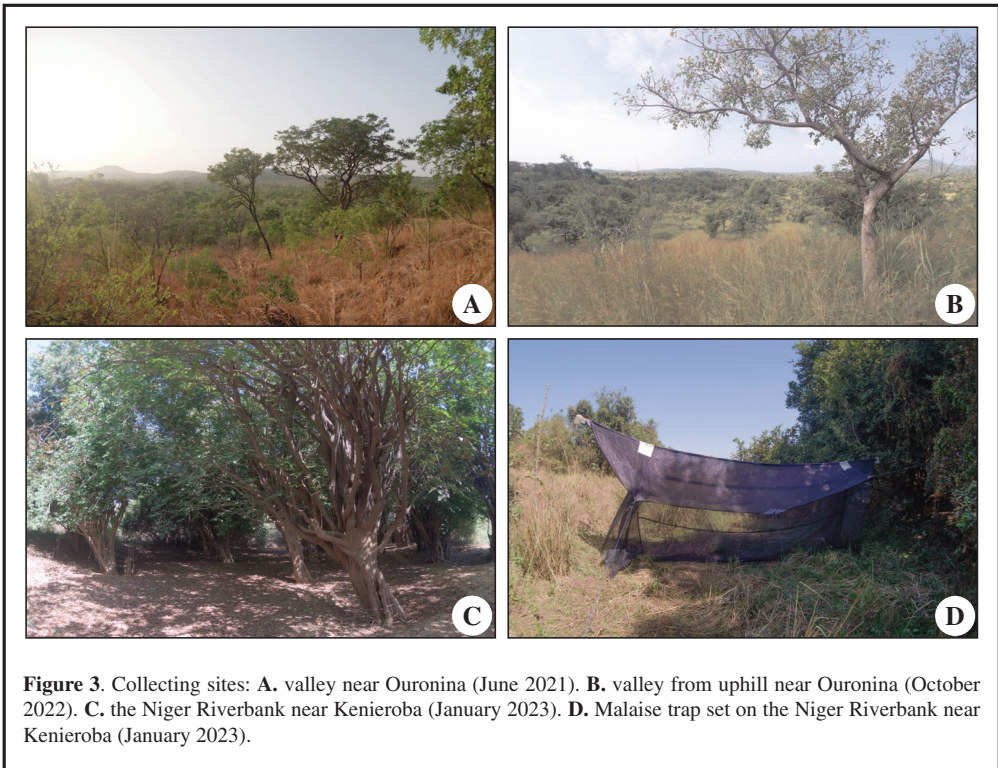 A
B
C
D
Figure 3. Collecting sites: A. valley near Ouronina (June 2021). B. valley from uphill near Ouronina (October
2022). C. the Niger Riverbank near Kenieroba (January 2023). D. Malaise trap set on the Niger Riverbank near
Kenieroba (January 2023).